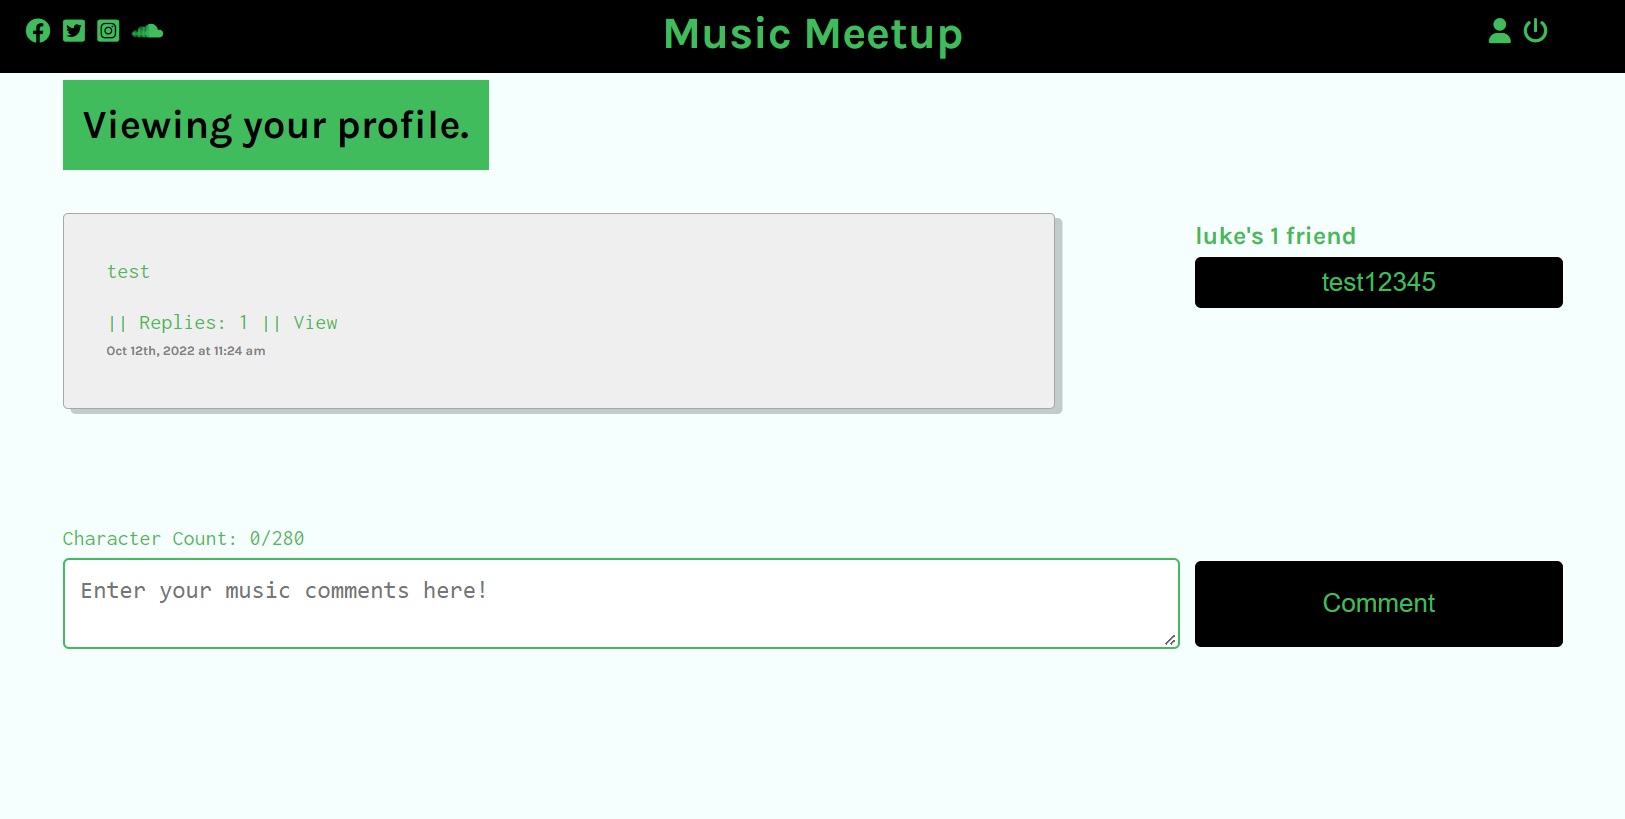 Music Meetup
Viewing your profile.
test
|| Replies: 1 || View
Oct 12th, 2022 at 11:24 am
luke's 1 friend
test12345
Character Count: 0/280
Enter your music comments here!
Comment